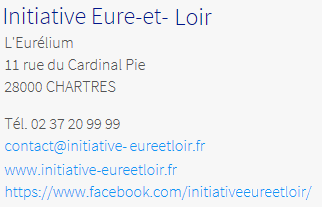 Initiative Eure-et- Loir
L'Eurélium
11 rue du Cardinal Pie
28000 CHARTRES
Tél. 02 37 20 99 99
contact@initiative- eureetloir.fr
www.initiative-eureetloir.fr
https://www.facebook.com/initiativeeureetloir/